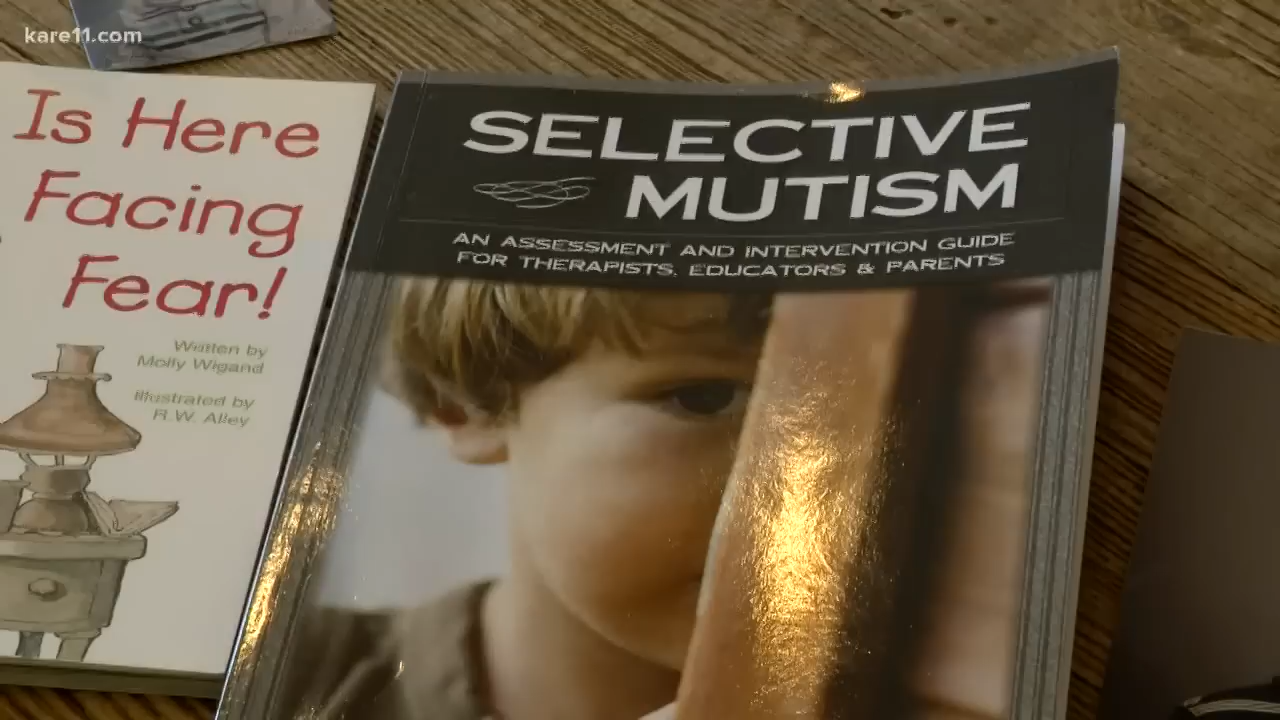 kare11.com
Is Here
Facing
Fear!
Written by
Molly Wigand
Illustrated by
R.W. Alley
SELECTIVE
MUTISM
AN ASSESSMENT AND INTERVENTION GUIDE
FOR THERAPISTS, EDUCATORS & PARENTS